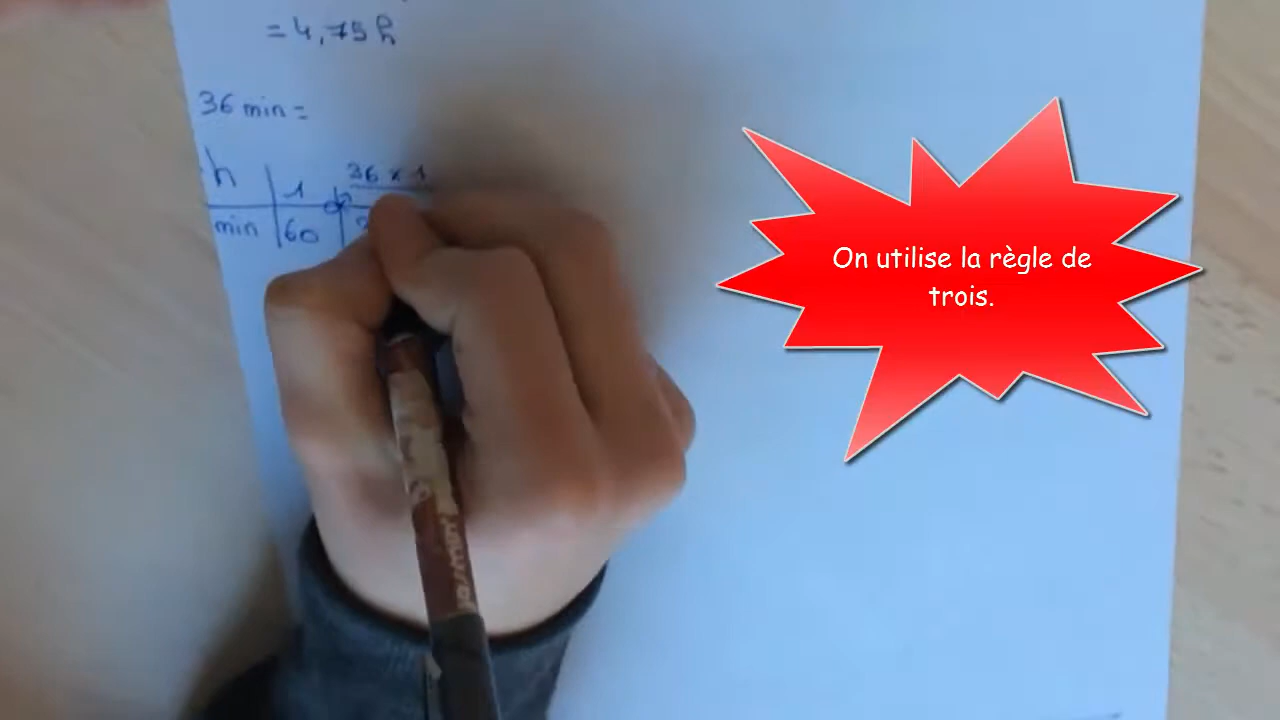 = 4,75 h
36 min =
h 1 36 x 1
min 60
On utilise la règle de
trois.